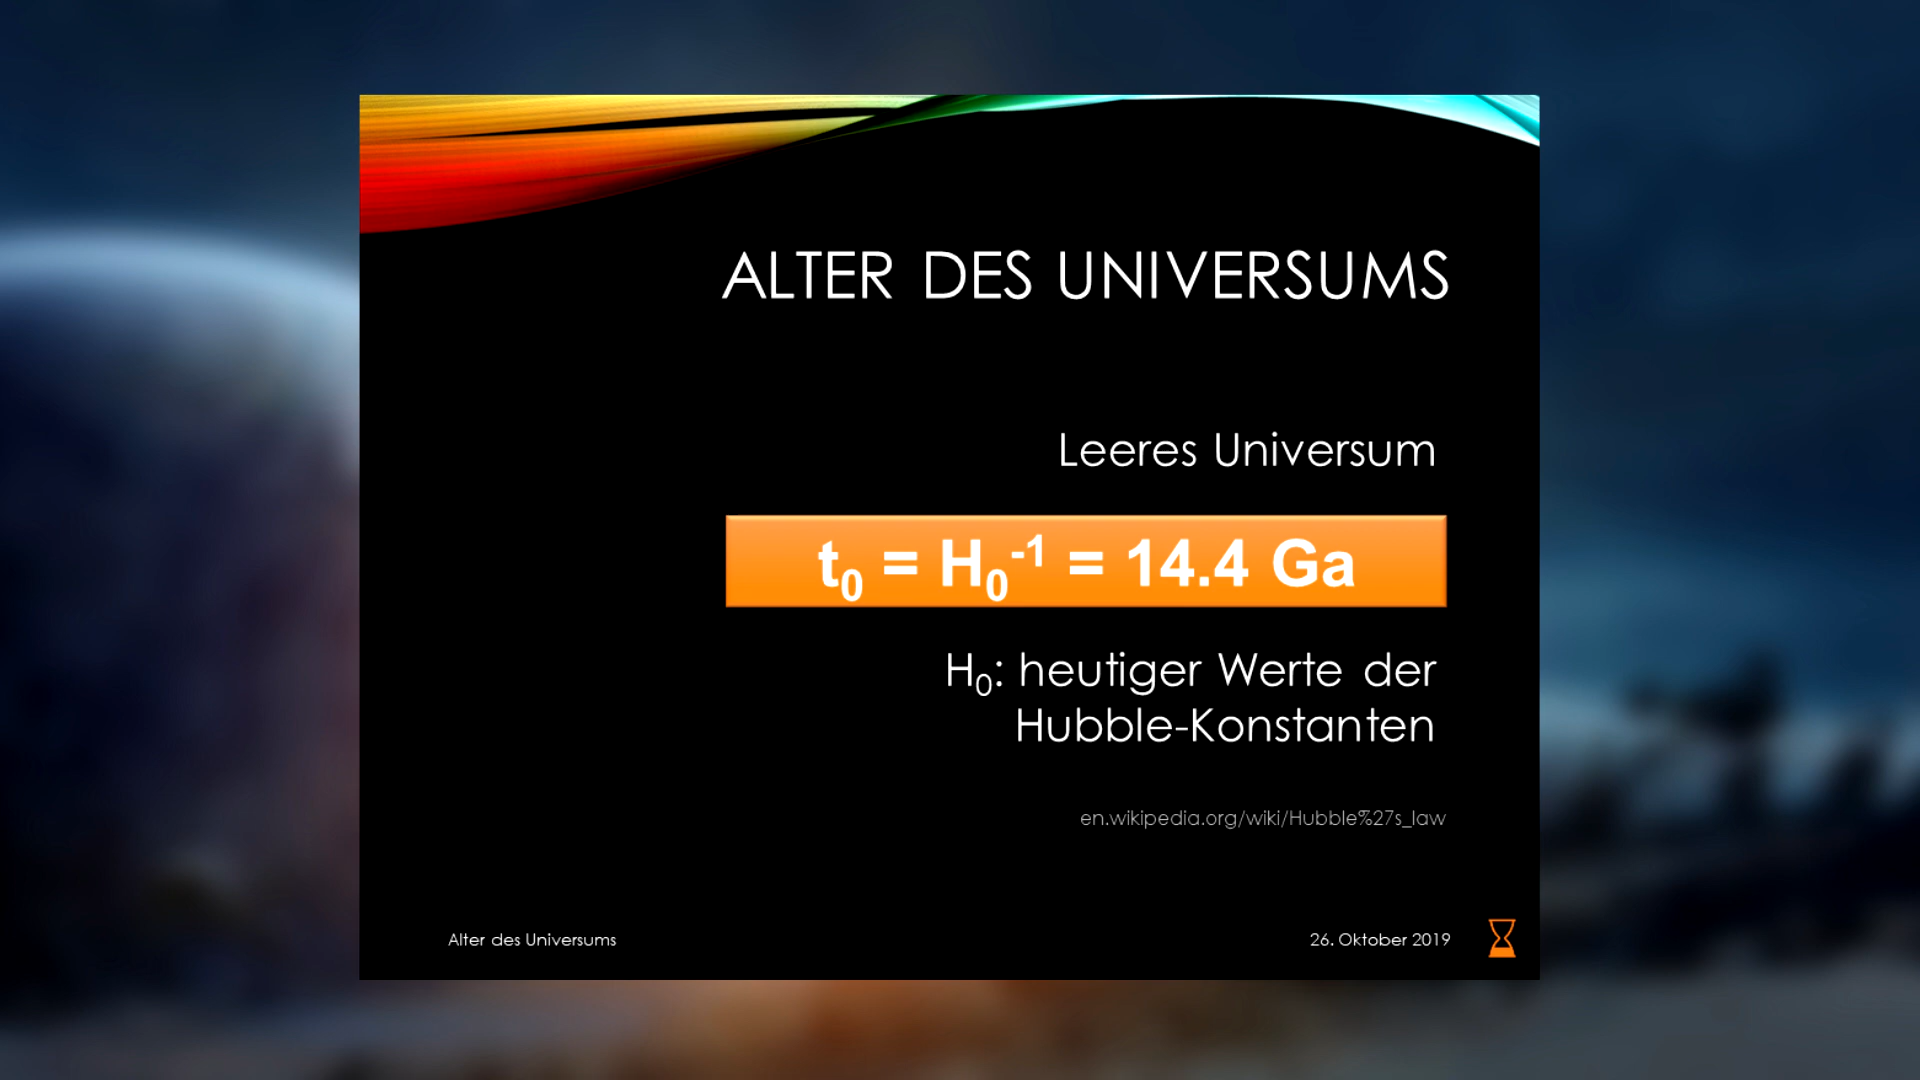 ALTER DES UNIVERSUMS
Leeres Universum
t₀ = H₀⁻¹ = 14.4 Ga
H₀: heutiger Werte der
Hubble-Konstanten
en.wikipedia.org/wiki/Hubble%27s_law
Alter des Universums
26. Oktober 2019